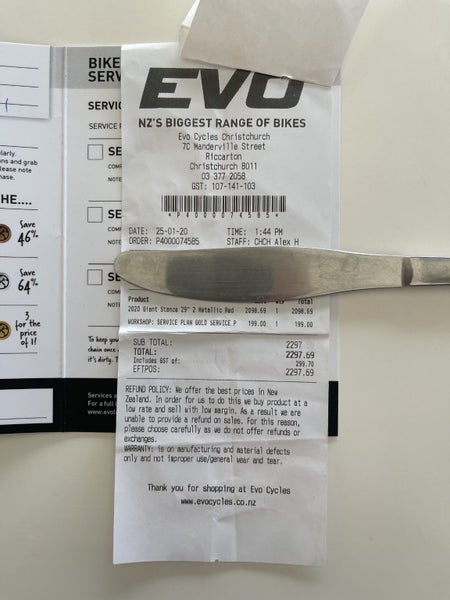 EVO
NZ'S BIGGEST RANGE OF BIKES
Evo Cycles Christchurch
7C Manderville Street
Riccarton
Christchurch 8011
03 377 2058
GST: 107-141-103
*P4000074585*
DATE: 25-01-20 TIME: 1:44 PM
ORDER: P4000074585 STAFF: CHCH Alex H
Product Total
2020 Giant Stance 29" 2 Metallic Red 2098.69 1 2098.69
WORKSHOP: SERVICE PLAN GOLD SERVICE P 199.00 1 199.00
SUB TOTAL: 2297
TOTAL: 2297.69
Includes GST of: 299.70
EFTPOS: 2297.69
REFUND POLICY: We offer the best prices in New
Zealand. In order for us to do this we buy product at a
low rate and sell with low margin. As a result we are
unable to provide a refund on sales. For this reason,
please choose carefully as we do not offer refunds or
exchanges.
WARRANTY: is on manufacturing and material defects
only and not improper use/general wear and tear.
Thank you for shopping at Evo Cycles
www.evocycles.co.nz
BIKE
SERV
SERVIC
SERVICE F
SE
COM
SE
COM
SE
To keep you
chain once
it's dirty. T
Services a
For a full l
www.evol
larly.
ns and grab
ease note
hase.
HE....
Save
46%
Save
64%
3
for the
price
of 1!